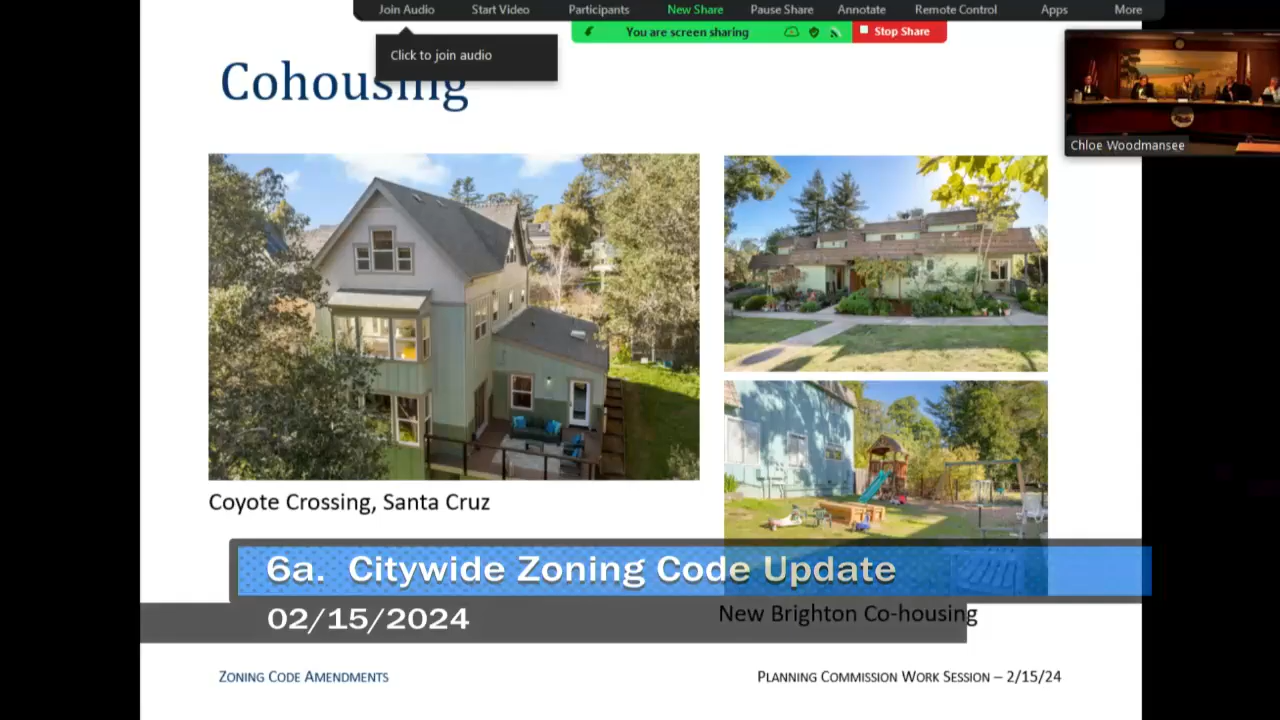 Join Audio Start Video Participants New Share Pause Share Annotate Remote Control Apps More
You are screen sharing Stop Share
Click to join audio
Cohousing
Chloe Woodmansee
Coyote Crossing, Santa Cruz
6a. Citywide Zoning Code Update
New Brighton Co-housing
02/15/2024
ZONING CODE AMENDMENTS
PLANNING COMMISSION WORK SESSION – 2/15/24